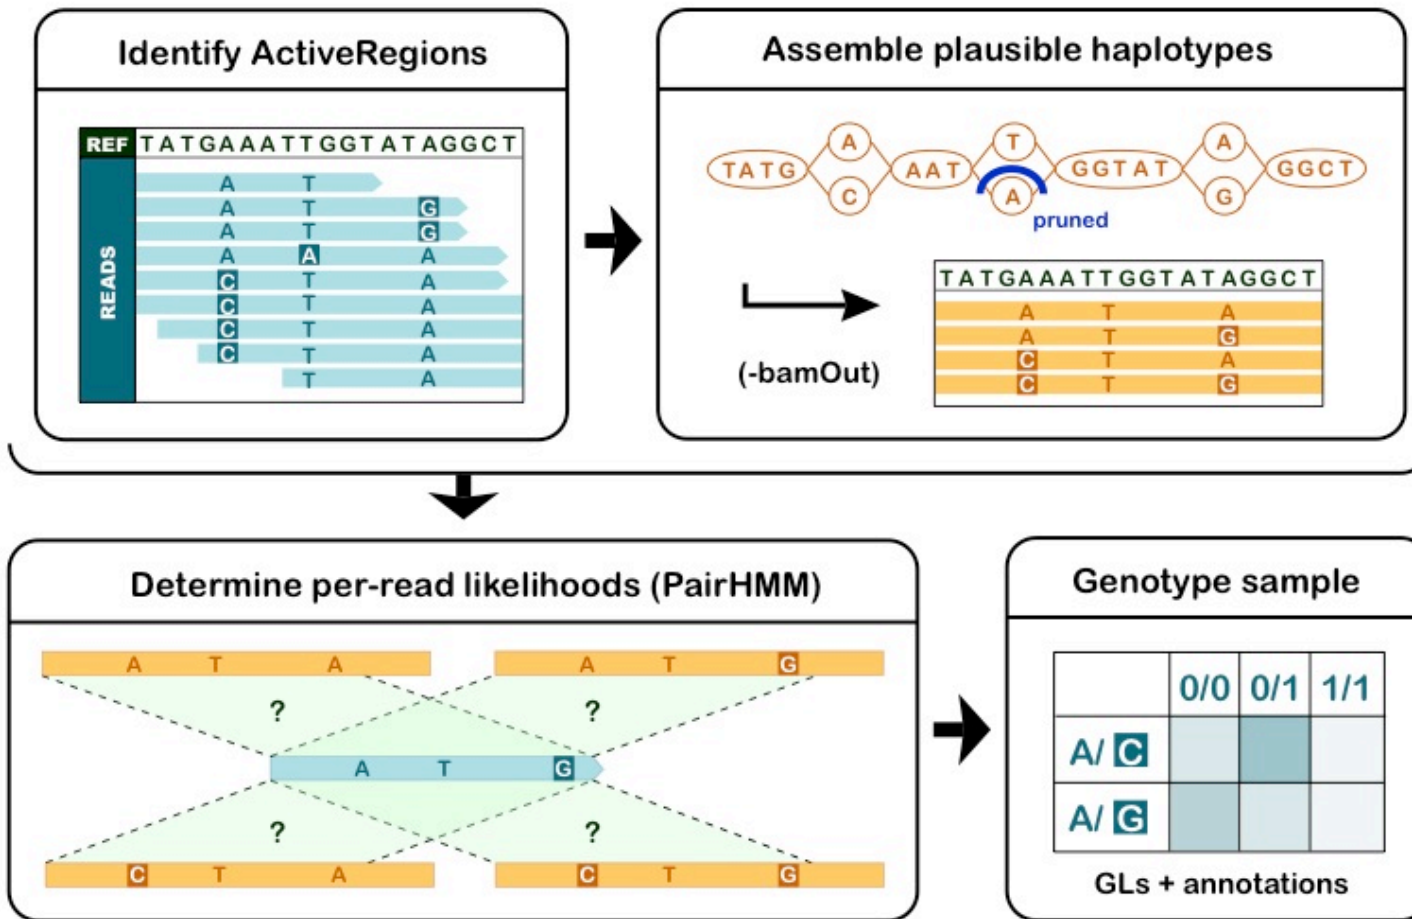 Identify ActiveRegions
REF TATGAAATTGGTATAGGCT
READS
A T
A T G
A T G
A A A
C T A
C T A
C T A
C T A
T A
Assemble plausible haplotypes
A T A
TATG AAT GGTAT GGCT
C A G
pruned
TATGAAATTGGTATAGGCT
A T A
A T G
C T A
C T G
(-bamOut)
Determine per-read likelihoods (PairHMM)
A T A A T G
? ?
A T G
? ?
C T A C T G
Genotype sample
0/0 0/1 1/1
A/ C
A/ G
GLs + annotations